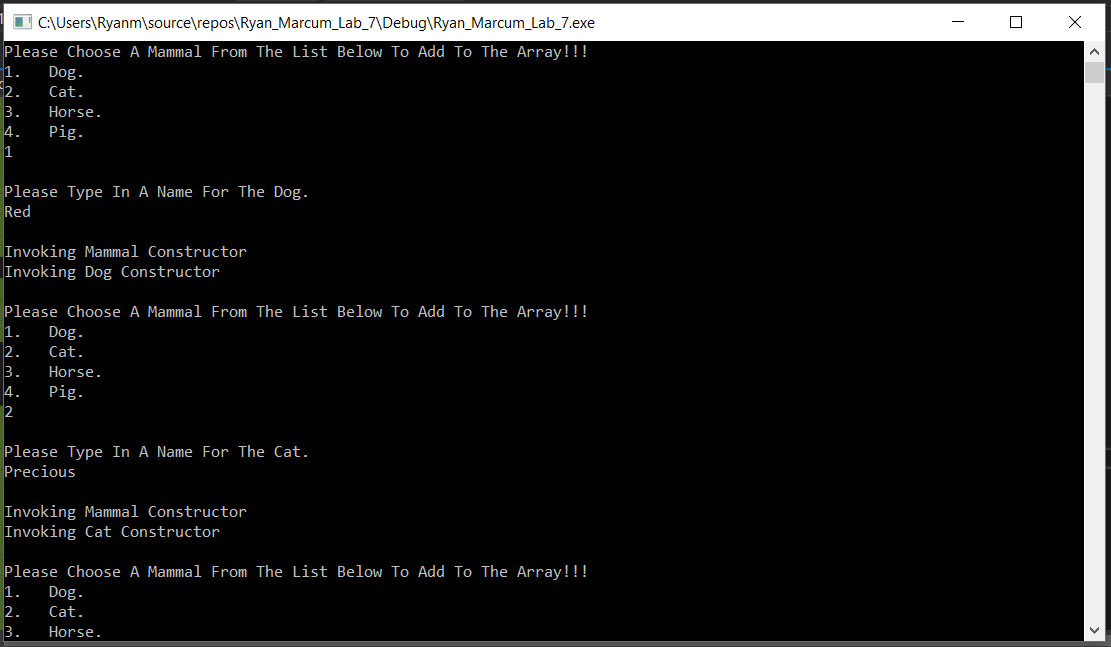 C:\Users\Ryanm\source\repos\Ryan_Marcum_Lab_7\Debug\Ryan_Marcum_Lab_7.exe
Please Choose A Mammal From The List Below To Add To The Array!!!
1.   Dog.
2.   Cat.
3.   Horse.
4.   Pig.
1
Please Type In A Name For The Dog.
Red
Invoking Mammal Constructor
Invoking Dog Constructor
Please Choose A Mammal From The List Below To Add To The Array!!!
1.   Dog.
2.   Cat.
3.   Horse.
4.   Pig.
2
Please Type In A Name For The Cat.
Precious
Invoking Mammal Constructor
Invoking Cat Constructor
Please Choose A Mammal From The List Below To Add To The Array!!!
1.   Dog.
2.   Cat.
3.   Horse.